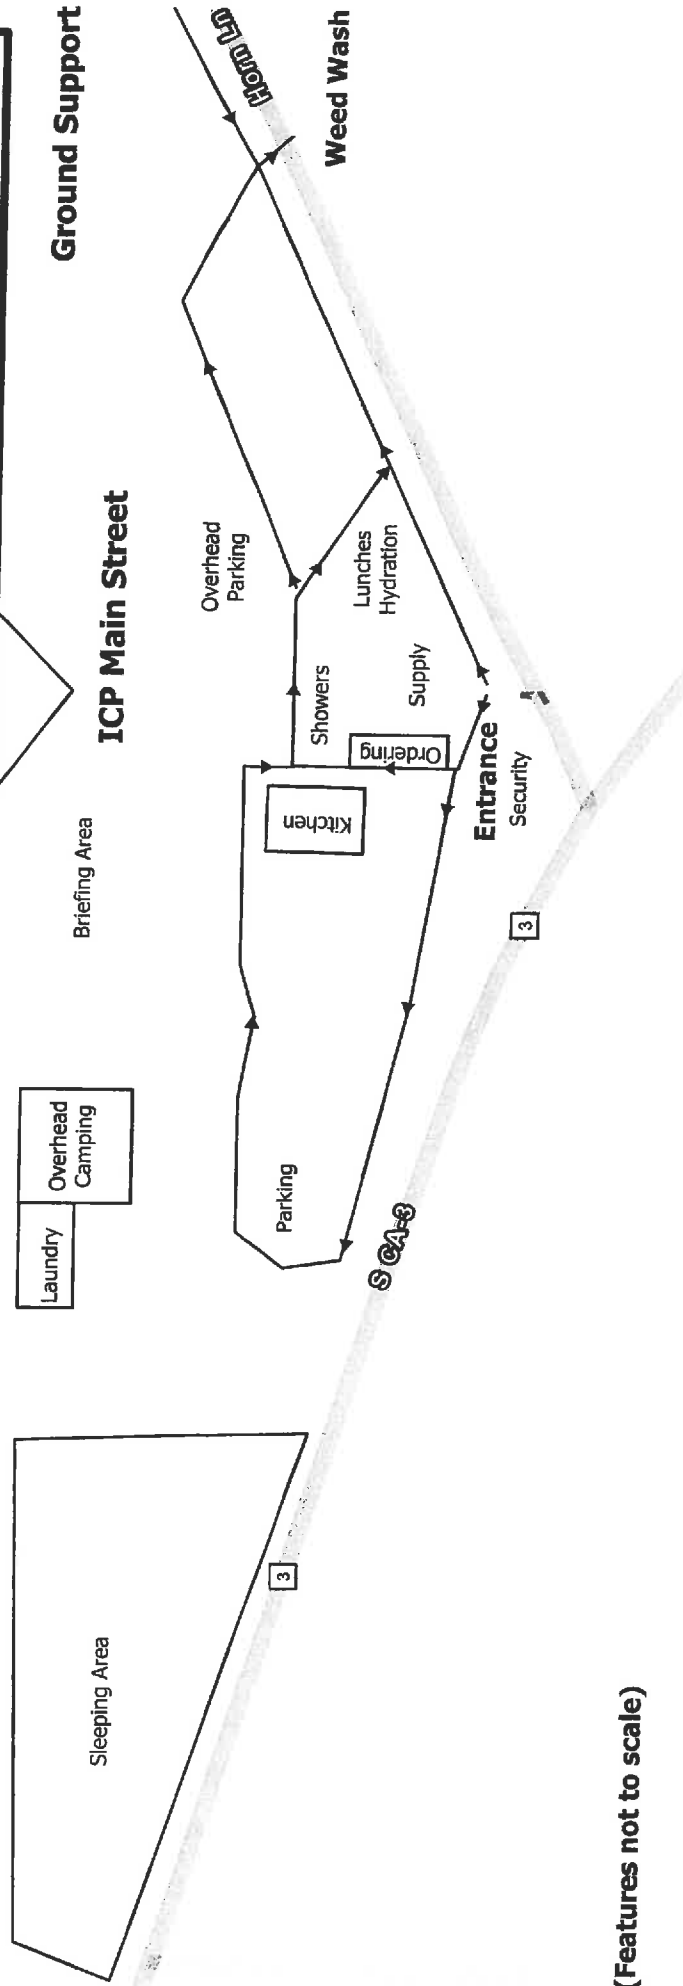 Ground Support
Horn Ln
Weed Wash
ICP Main Street
Overhead
Parking
Lunches
Hydration
Showers
Supply
Ordering
Kitchen
Entrance
Security
Briefing Area
3
Overhead
Camping
Laundry
Parking
S CA-3
3
Sleeping Area
(Features not to scale)